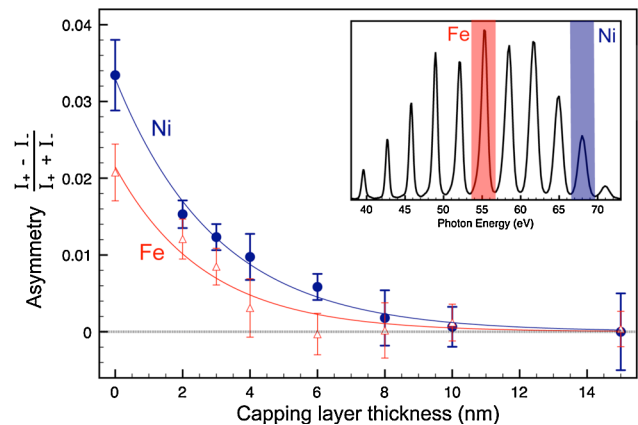 0.04
0.03
0.02
0.01
0
Asymmetry I₊ - I₋ / I₊ + I₋
Ni
Fe
Fe
Ni
40 45 50 55 60 65 70
Photon Energy (eV)
0 2 4 6 8 10 12 14
Capping layer thickness (nm)